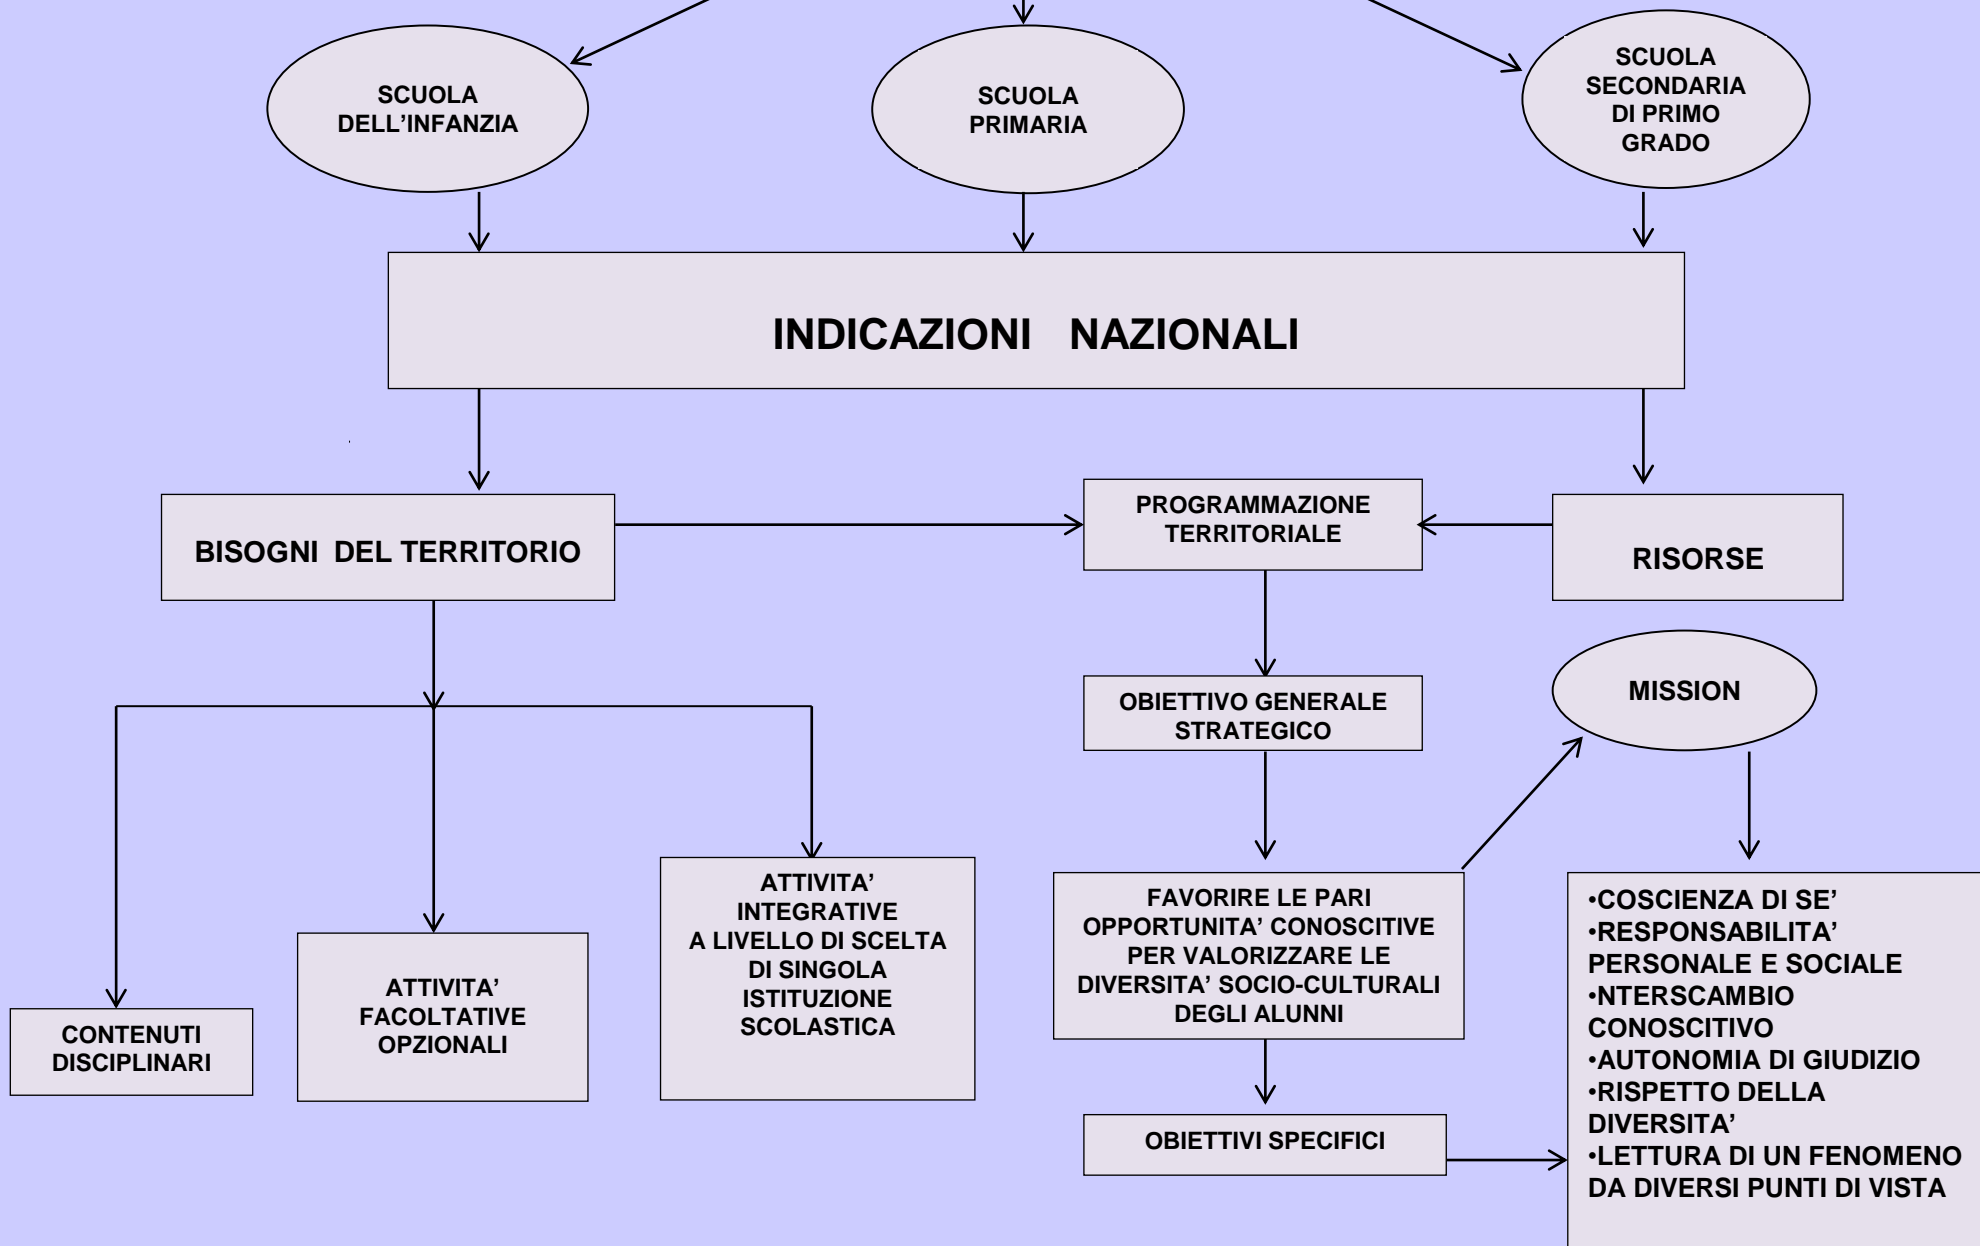 SCUOLA
DELL’INFANZIA
SCUOLA
PRIMARIA
SCUOLA
SECONDARIA
DI PRIMO
GRADO
INDICAZIONI NAZIONALI
BISOGNI DEL TERRITORIO
PROGRAMMAZIONE
TERRITORIALE
RISORSE
OBIETTIVO GENERALE
STRATEGICO
MISSION
CONTENUTI
DISCIPLINARI
ATTIVITA’
FACOLTATIVE
OPZIONALI
ATTIVITA’
INTEGRATIVE
A LIVELLO DI SCELTA
DI SINGOLA
ISTITUZIONE
SCOLASTICA
FAVORIRE LE PARI
OPPORTUNITA’ CONOSCITIVE
PER VALORIZZARE LE
DIVERSITA’ SOCIO-CULTURALI
DEGLI ALUNNI
OBIETTIVI SPECIFICI
•COSCIENZA DI SE’
•RESPONSABILITA’
PERSONALE E SOCIALE
•NTERSCAMBIO
CONOSCITIVO
•AUTONOMIA DI GIUDIZIO
•RISPETTO DELLA
DIVERSITA’
•LETTURA DI UN FENOMENO
DA DIVERSI PUNTI DI VISTA